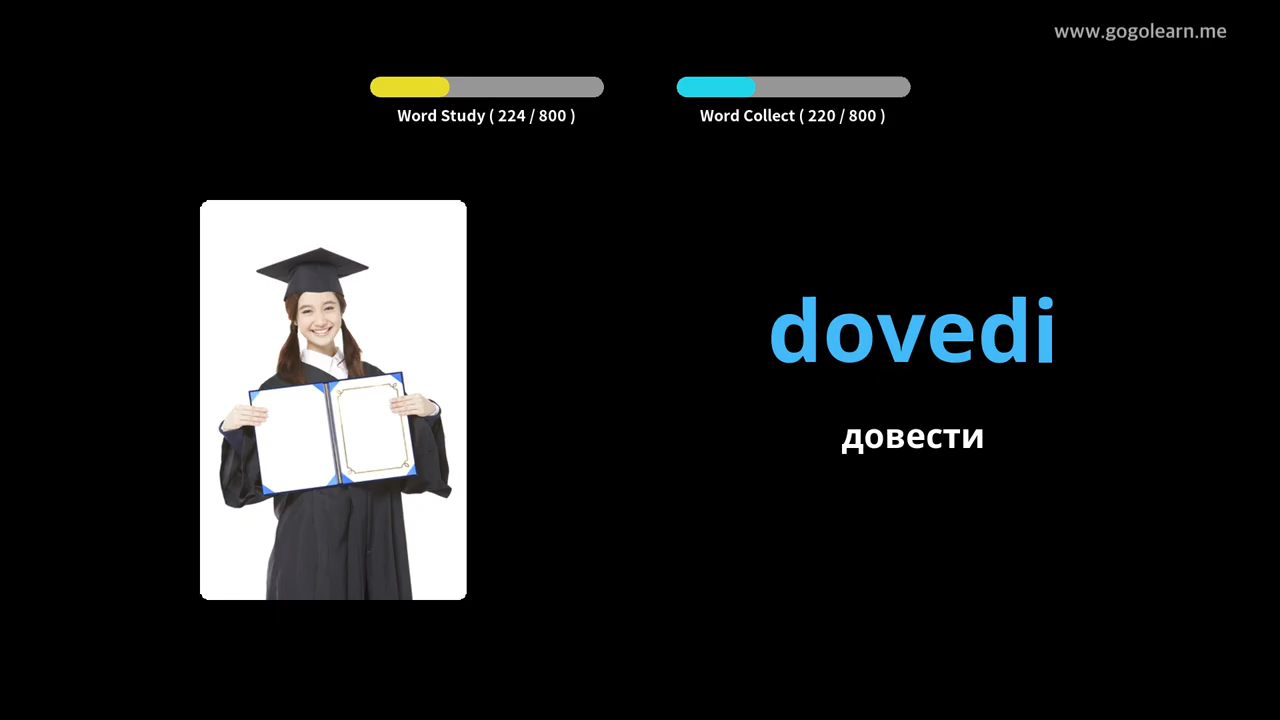 www.gogolearn.me
Word Study ( 224 / 800 )
Word Collect ( 220 / 800 )
dovedi
довести